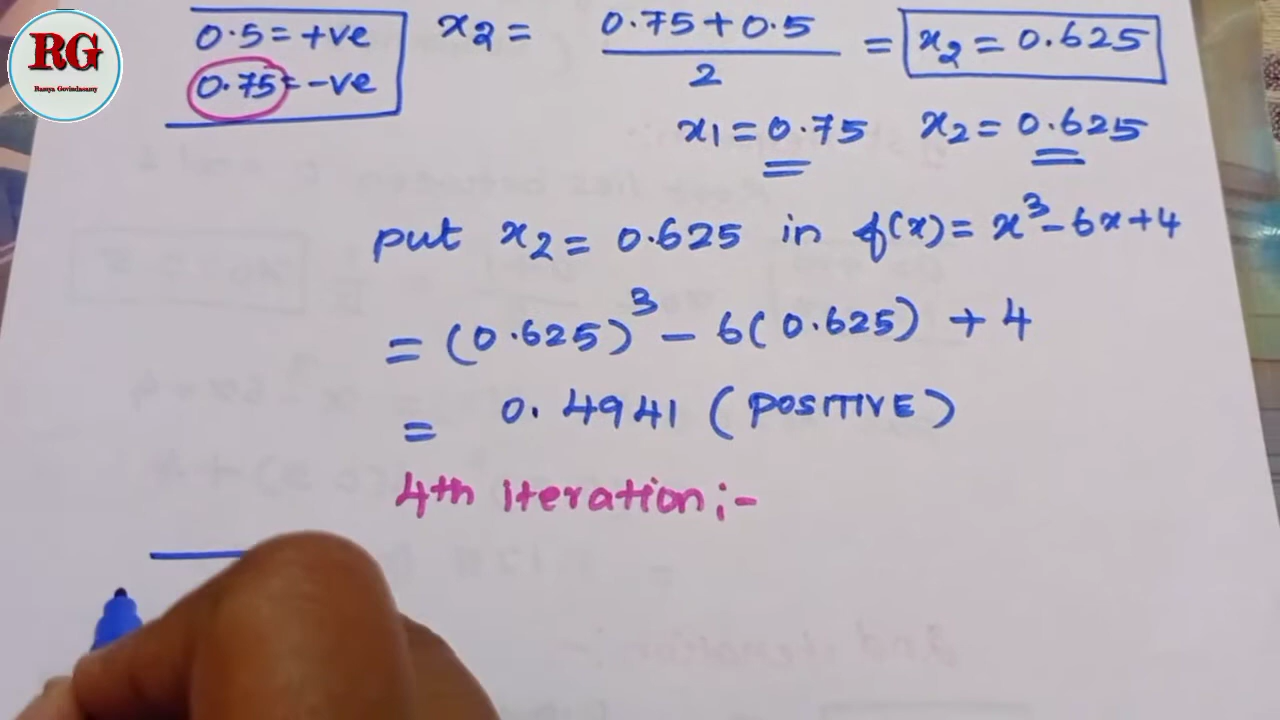 RG
Ramya Govindasamy
0.5 = +ve
0.75 = -ve
x₂ = (0.75 + 0.5)/2 = x₂ = 0.625
x₁ = 0.75 x₂ = 0.625
put x₂ = 0.625 in f(x) = x³ - 6x + 4
= (0.625)³ - 6(0.625) + 4
= 0.4941 (POSITIVE)
4th iteration :-